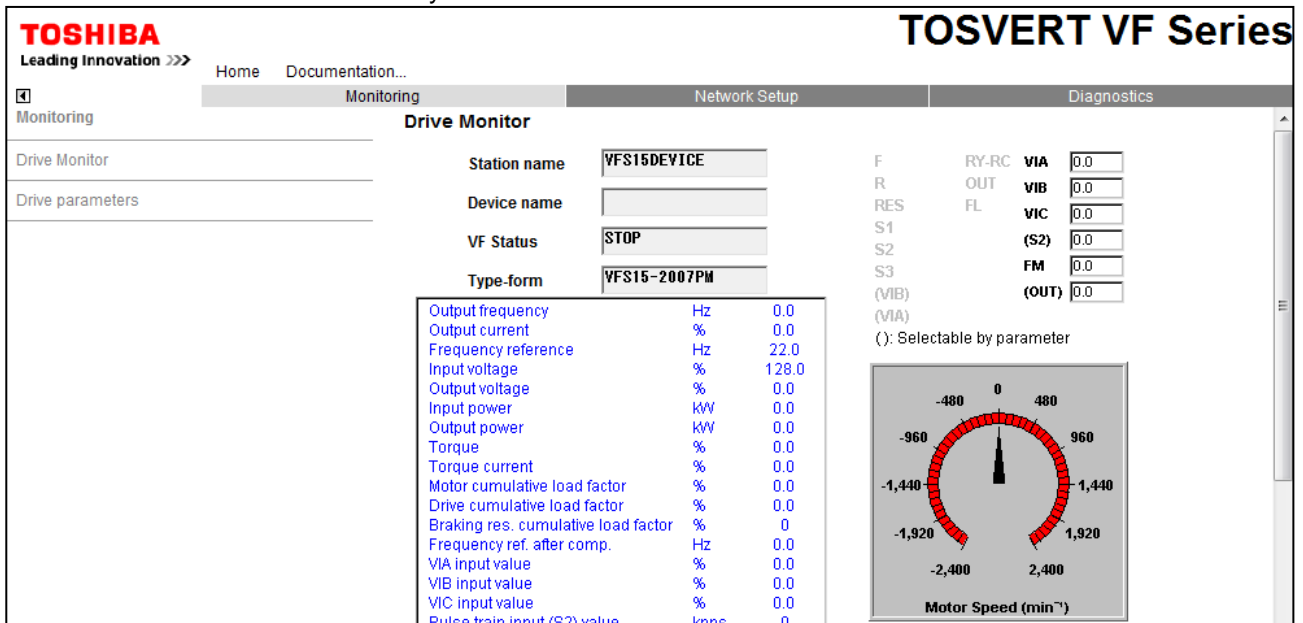 TOSHIBA
Leading Innovation >>>
TOSVERT VF Series
Home Documentation...
Monitoring Network Setup Diagnostics
Monitoring
Drive Monitor
Drive parameters
Drive Monitor
Station name VFS15DEVICE
Device name
VF Status STOP
Type-form VFS15-2007PM
F RY-RC VIA 0.0
R OUT VIB 0.0
RES FL VIC 0.0
S1
S2 (S2) 0.0
S3 FM 0.0
(VIB) (OUT) 0.0
(VIA)
( ): Selectable by parameter
Output frequency Hz 0.0
Output current % 0.0
Frequency reference Hz 22.0
Input voltage % 128.0
Output voltage % 0.0
Input power kW 0.0
Output power kW 0.0
Torque % 0.0
Torque current % 0.0
Motor cumulative load factor % 0.0
Drive cumulative load factor % 0.0
Braking res. cumulative load factor % 0
Frequency ref. after comp. Hz 0.0
VIA input value % 0.0
VIB input value % 0.0
VIC input value % 0.0
Pulse train input (S2) value kpps 0
0
-480 480
-960 960
-1,440 1,440
-1,920 1,920
-2,400 2,400
Motor Speed (min⁻¹)